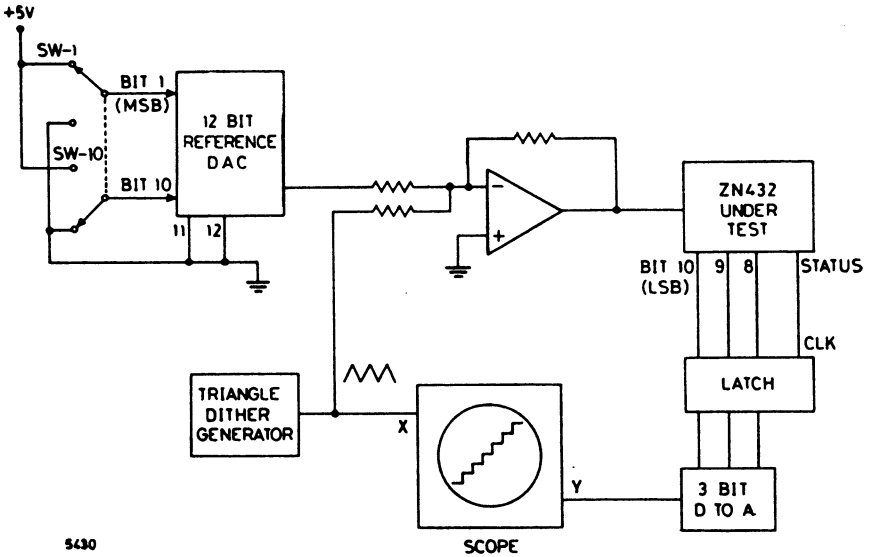 +5V
SW-1
BIT 1
(MSB)
12 BIT
REFERENCE
DAC
SW-10
BIT 10
11
12
−
+
ZN432
UNDER
TEST
BIT 10
(LSB)
9
8
STATUS
CLK
LATCH
TRIANGLE
DITHER
GENERATOR
X
Y
3 BIT
D TO A
SCOPE
5430